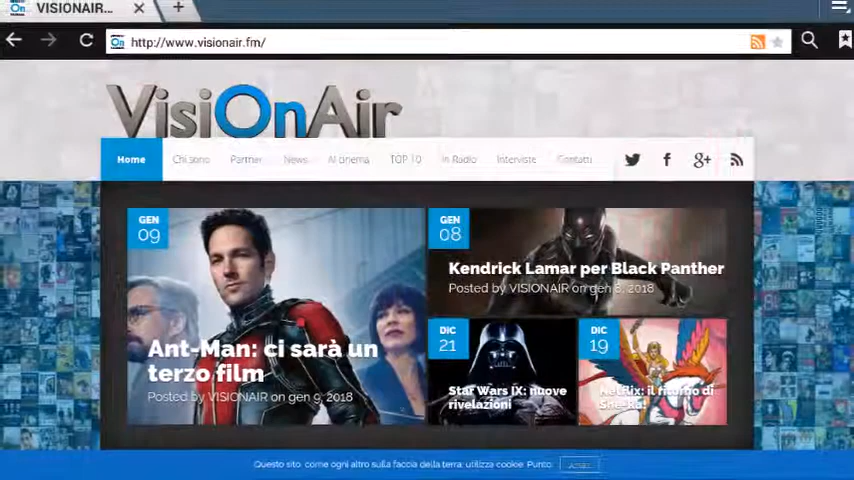 VISIONAIR...
http://www.visionair.fm/
VisiOnAir
Home Chi sono Partner News Al cinema TOP 10 In Radio Interviste Contatti
GEN
09
Ant-Man: ci sarà un
terzo film
Posted by VISIONAIR on gen 9, 2018
GEN
08
Kendrick Lamar per Black Panther
Posted by VISIONAIR on gen 8, 2018
DIC
21
Star Wars IX: nuove
rivelazioni
DIC
19
Netflix: il ritorno di
She-Ra!
Questo sito, come ogni altro sulla faccia della terra, utilizza cookie. Punto.